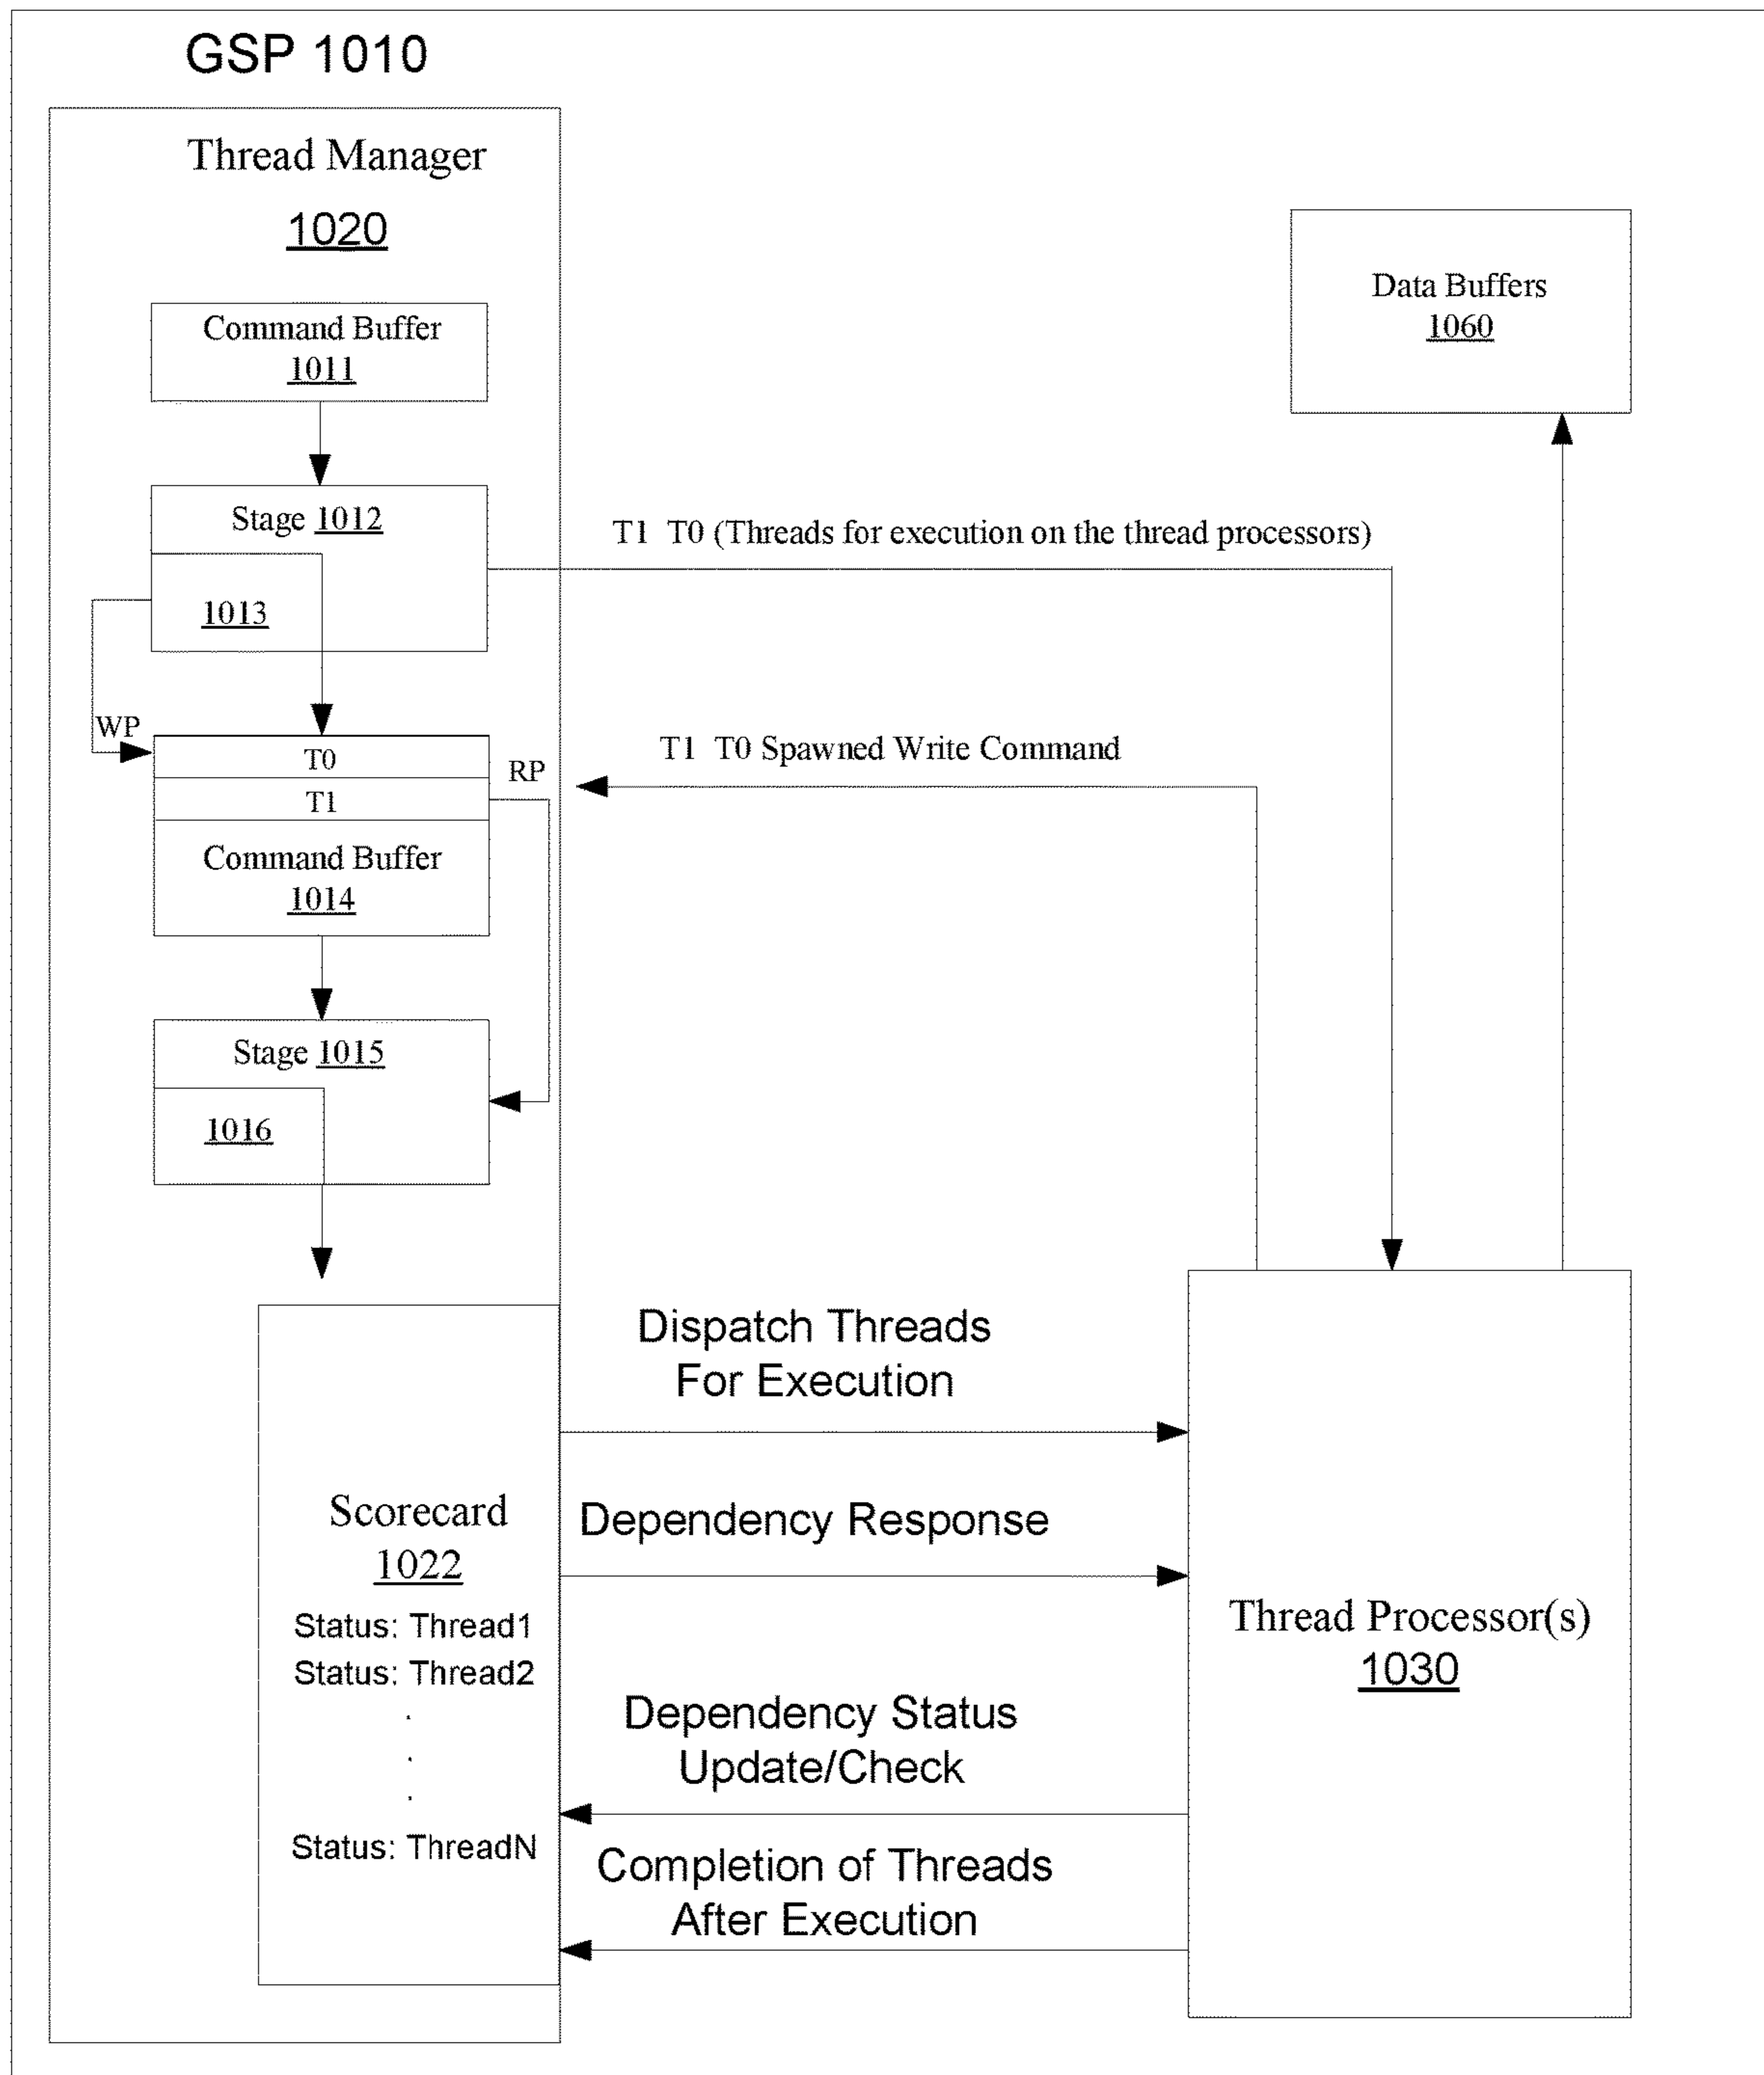 GSP 1010
Thread Manager
1020
Command Buffer
1011
Data Buffers
1060
Stage 1012
T1 T0 (Threads for execution on the thread processors)
1013
WP
T0
T1 T0 Spawned Write Command
RP
T1
Command Buffer
1014
Stage 1015
1016
Dispatch Threads
For Execution
Scorecard
1022
Status: Thread1
Status: Thread2
.
.
.
Status: ThreadN
Dependency Response
Thread Processor(s)
1030
Dependency Status
Update/Check
Completion of Threads
After Execution